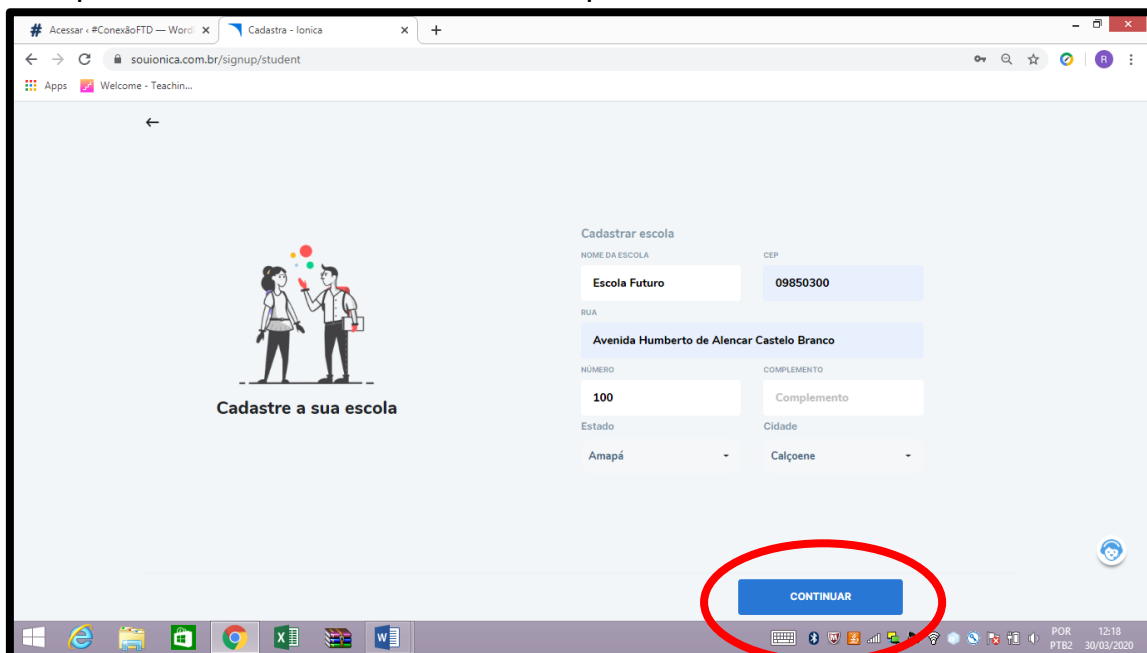 # Acessar ‹ #ConexãoFTD — Word
Cadastra - Ionica
souionica.com.br/signup/student
R
Apps
Welcome - Teachin...
Cadastrar escola
NOME DA ESCOLA
CEP
Escola Futuro
09850300
RUA
Avenida Humberto de Alencar Castelo Branco
NÚMERO
COMPLEMENTO
100
Complemento
Cadastre a sua escola
Estado
Cidade
Amapá
Calçoene
CONTINUAR
POR
12:18
PTB2
30/03/2020